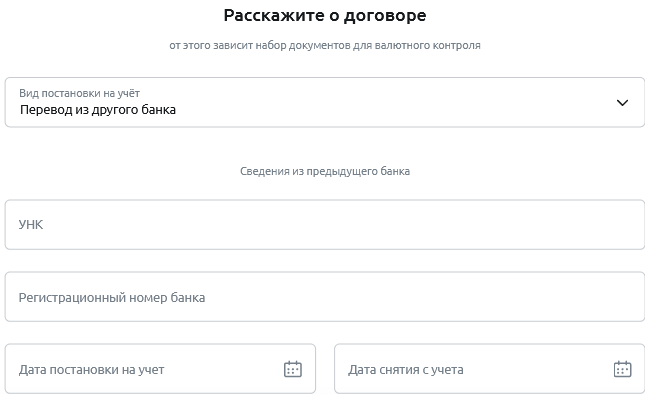 Расскажите о договоре
от этого зависит набор документов для валютного контроля
Вид постановки на учёт
Перевод из другого банка
Сведения из предыдущего банка
УНК
Регистрационный номер банка
Дата постановки на учет
Дата снятия с учета